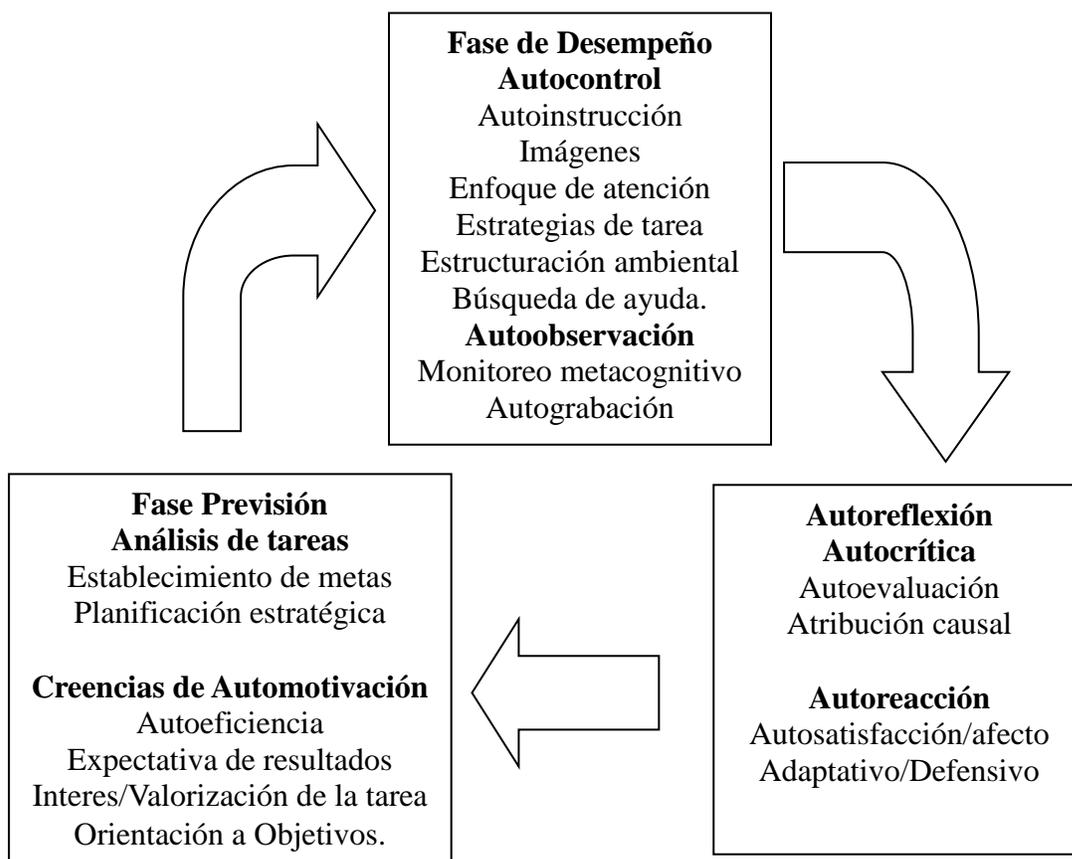 Fase de Desempeño
Autocontrol
Autoinstrucción
Imágenes
Enfoque de atención
Estrategias de tarea
Estructuración ambiental
Búsqueda de ayuda.
Autoobservación
Monitoreo metacognitivo
Autograbación
Fase Previsión
Análisis de tareas
Establecimiento de metas
Planificación estratégica
Creencias de Automotivación
Autoeficiencia
Expectativa de resultados
Interes/Valorización de la tarea
Orientación a Objetivos.
Autoreflexión
Autocrítica
Autoevaluación
Atribución causal
Autoreacción
Autosatisfacción/afecto
Adaptativo/Defensivo